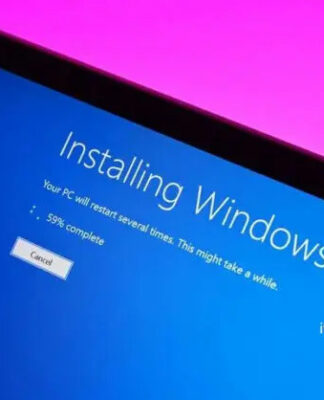 Installing Windows
Your PC will restart several times. This might take a while.
59% complete
Cancel